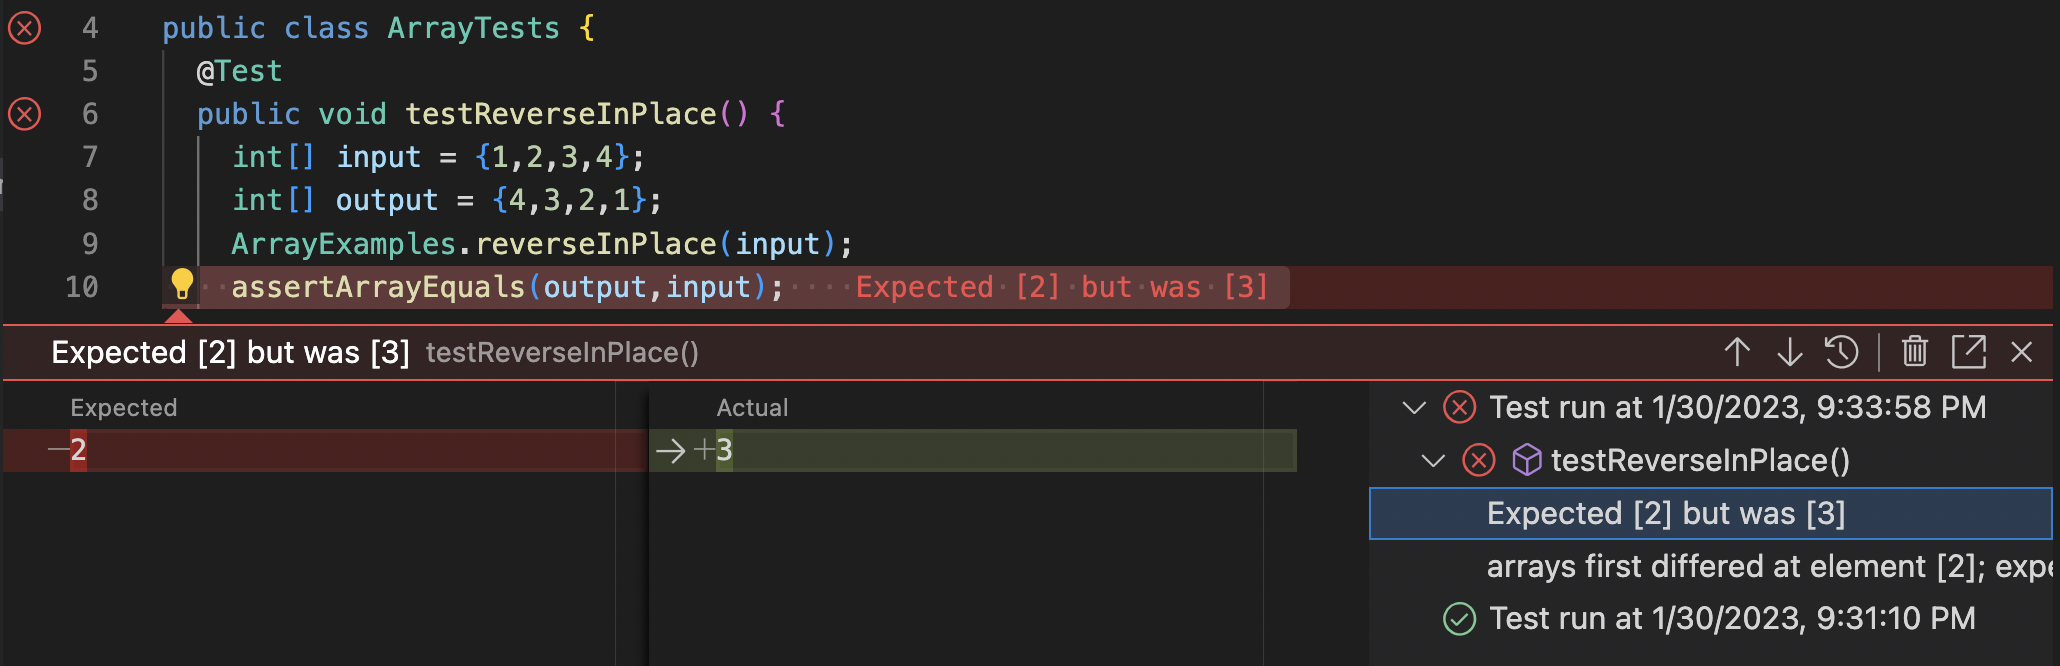 4 public class ArrayTests {
5 @Test
6 public void testReverseInPlace() {
7 int[] input = {1,2,3,4};
8 int[] output = {4,3,2,1};
9 ArrayExamples.reverseInPlace(input);
10 assertArrayEquals(output,input);····Expected·[2]·but·was·[3]
Expected [2] but was [3] testReverseInPlace()
Expected Actual
−2 → +3
Test run at 1/30/2023, 9:33:58 PM
testReverseInPlace()
Expected [2] but was [3]
arrays first differed at element [2]; expe
Test run at 1/30/2023, 9:31:10 PM